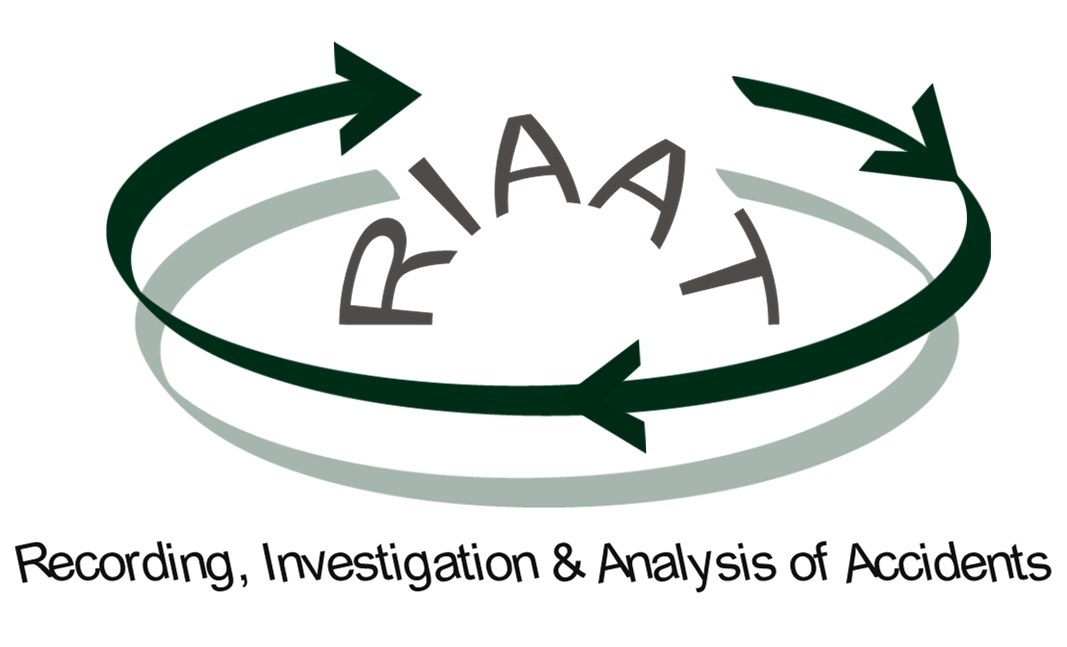 RIAAT
Recording, Investigation & Analysis of Accidents